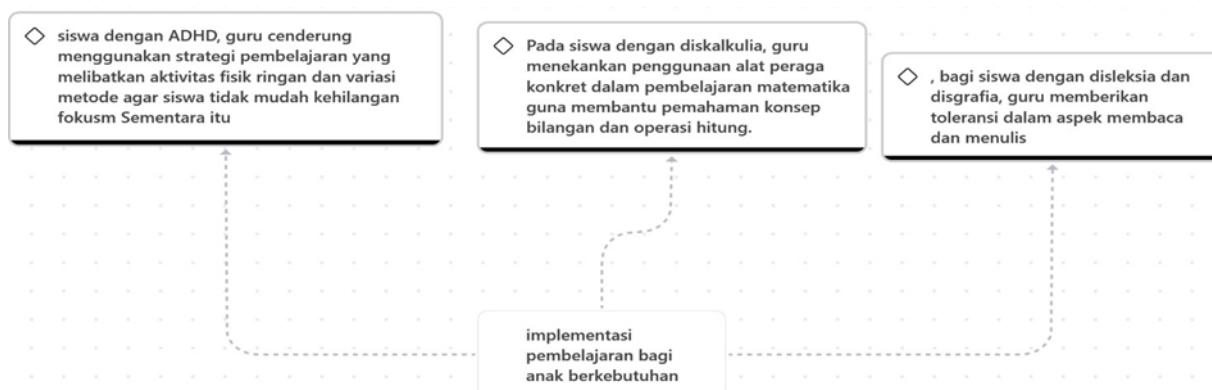 siswa dengan ADHD, guru cenderung
menggunakan strategi pembelajaran yang
melibatkan aktivitas fisik ringan dan variasi
metode agar siswa tidak mudah kehilangan
fokusm Sementara itu
Pada siswa dengan diskalkulia, guru
menekankan penggunaan alat peraga
konkret dalam pembelajaran matematika
guna membantu pemahaman konsep
bilangan dan operasi hitung.
, bagi siswa dengan disleksia dan
disgrafia, guru memberikan
toleransi dalam aspek membaca
dan menulis
implementasi
pembelajaran bagi
anak berkebutuhan